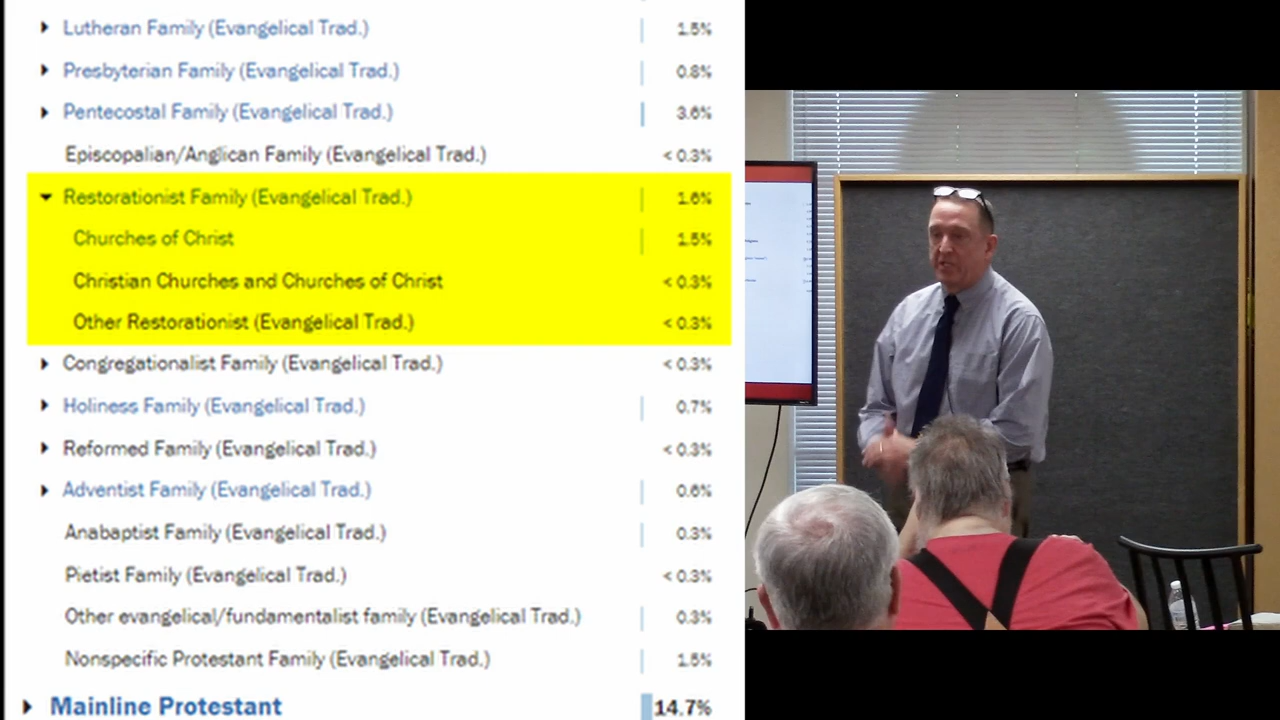 Lutheran Family (Evangelical Trad.) 1.5%
Presbyterian Family (Evangelical Trad.) 0.8%
Pentecostal Family (Evangelical Trad.) 3.6%
Episcopalian/Anglican Family (Evangelical Trad.) < 0.3%
Restorationist Family (Evangelical Trad.) 1.6%
Churches of Christ 1.5%
Christian Churches and Churches of Christ < 0.3%
Other Restorationist (Evangelical Trad.) < 0.3%
Congregationalist Family (Evangelical Trad.) < 0.3%
Holiness Family (Evangelical Trad.) 0.7%
Reformed Family (Evangelical Trad.) < 0.3%
Adventist Family (Evangelical Trad.) 0.6%
Anabaptist Family (Evangelical Trad.) 0.3%
Pietist Family (Evangelical Trad.) < 0.3%
Other evangelical/fundamentalist family (Evangelical Trad.) 0.3%
Nonspecific Protestant Family (Evangelical Trad.) 1.5%
Mainline Protestant 14.7%